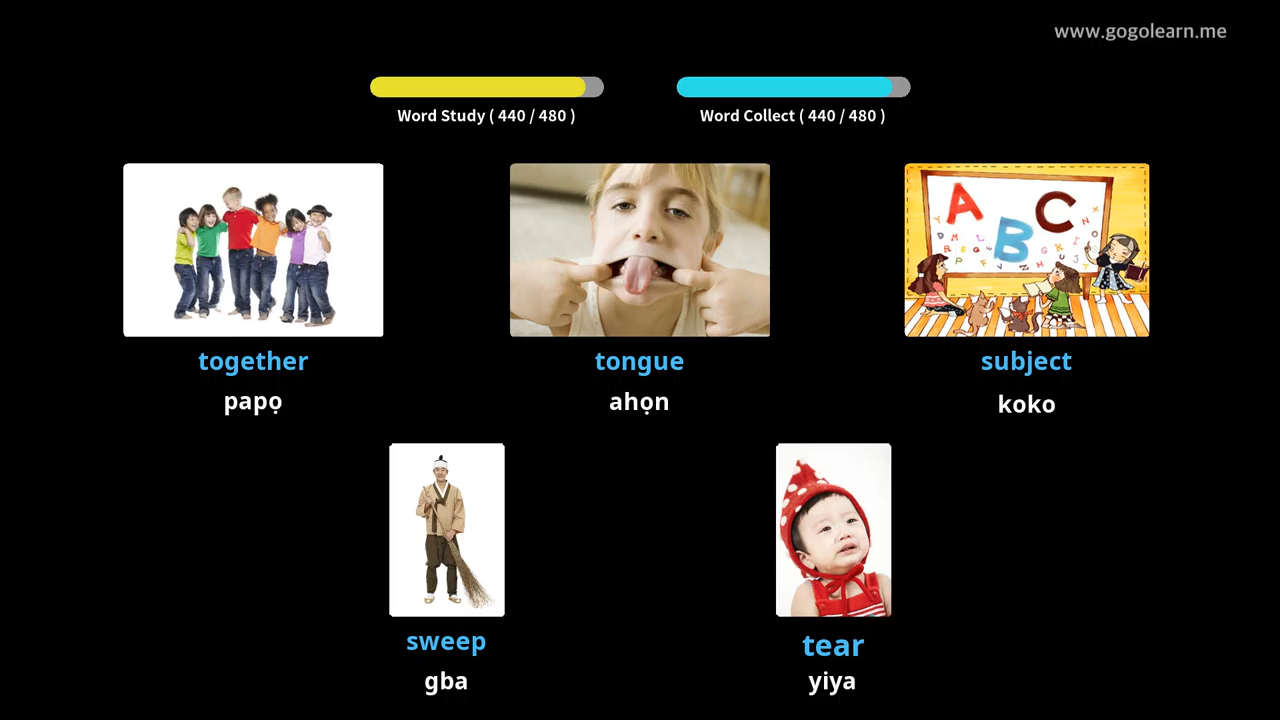 www.gogolearn.me
Word Study ( 440 / 480 )
Word Collect ( 440 / 480 )
A
B
C
together
papọ
tongue
ahọn
subject
koko
sweep
gba
tear
yiya